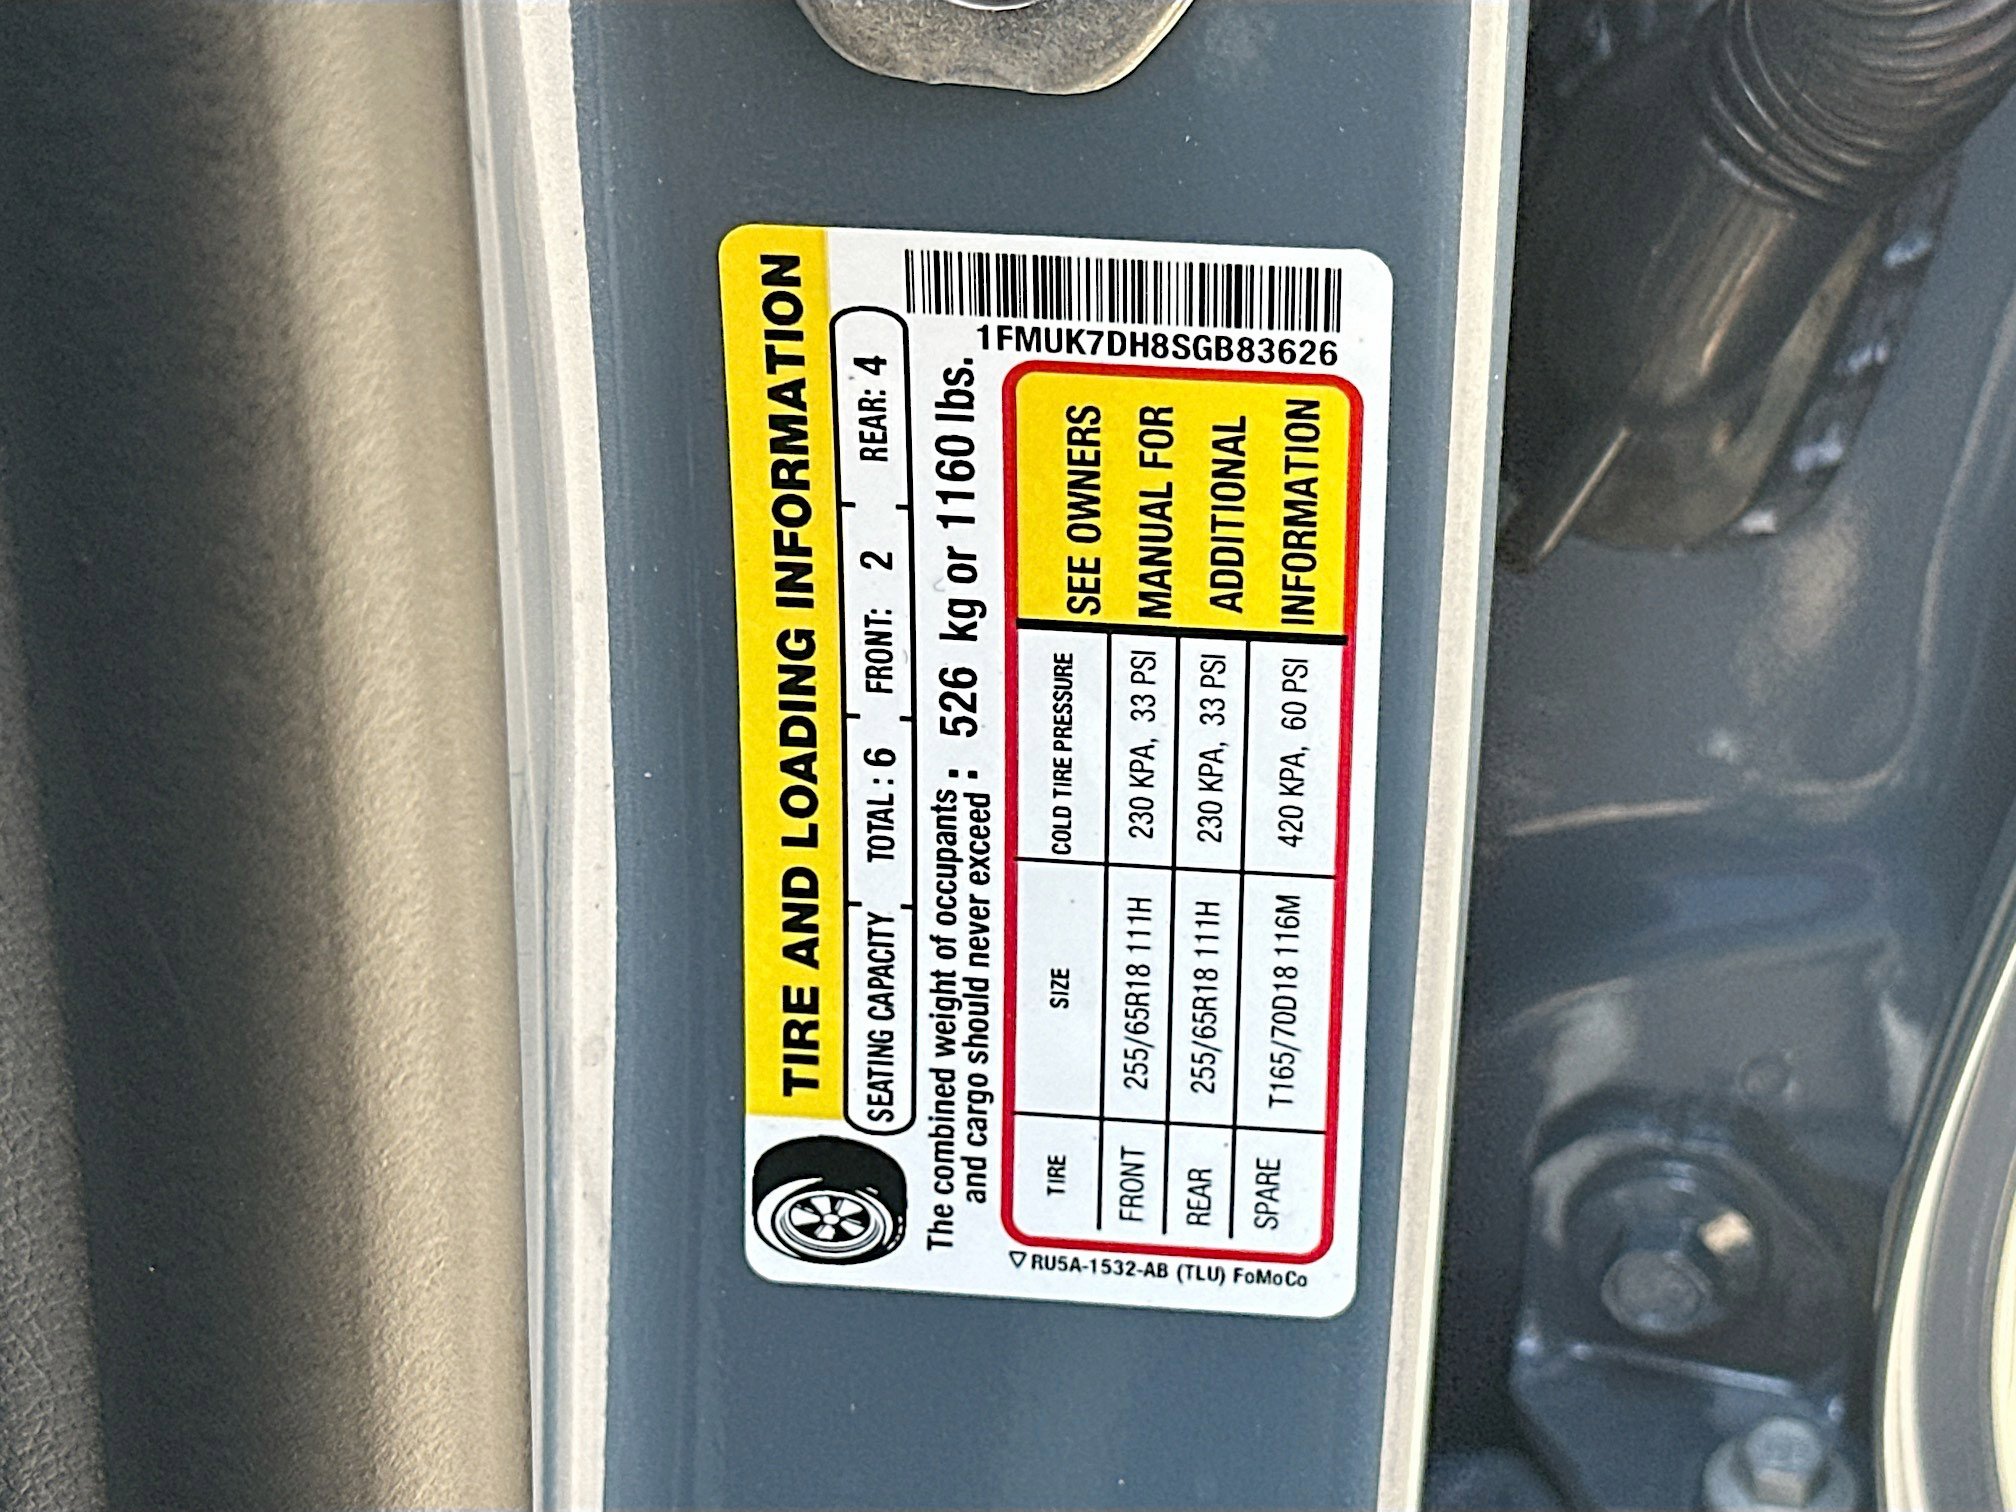 TIRE AND LOADING INFORMATION
SEATING CAPACITY TOTAL : 6 FRONT: 2 REAR: 4
The combined weight of occupants
and cargo should never exceed : 526 kg or 1160 lbs.
1FMUK7DH8SGB83626
TIRE SIZE COLD TIRE PRESSURE
FRONT 255/65R18 111H 230 KPA, 33 PSI
REAR 255/65R18 111H 230 KPA, 33 PSI
SPARE T165/70D18 116M 420 KPA, 60 PSI
SEE OWNERS
MANUAL FOR
ADDITIONAL
INFORMATION
RU5A-1532-AB (TLU) FoMoCo